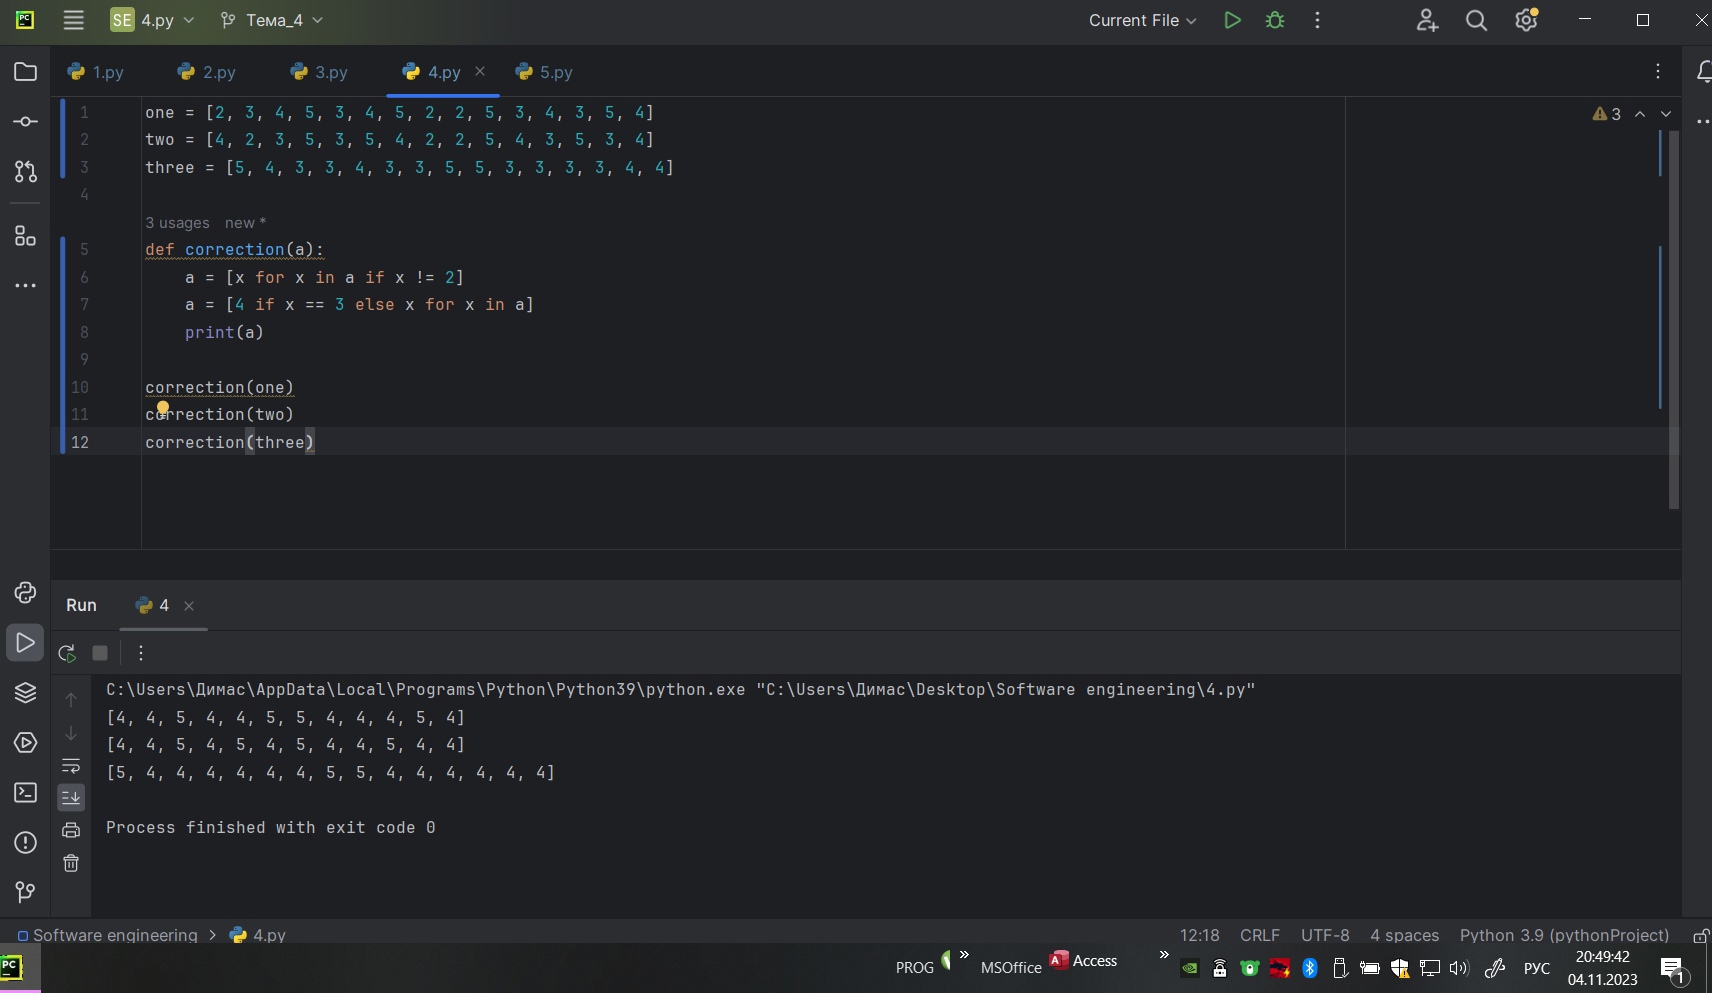 PC SE 4.py Тема_4 Current File
1.py 2.py 3.py 4.py 5.py
1 one = [2, 3, 4, 5, 3, 4, 5, 2, 2, 5, 3, 4, 3, 5, 4] 3
2 two = [4, 2, 3, 5, 3, 5, 4, 2, 2, 5, 4, 3, 5, 3, 4]
3 three = [5, 4, 3, 3, 4, 3, 3, 5, 5, 3, 3, 3, 3, 4, 4]
4
3 usages new *
5 def correction(a):
6 a = [x for x in a if x != 2]
7 a = [4 if x == 3 else x for x in a]
8 print(a)
9
10 correction(one)
11 correction(two)
12 correction(three)
Run 4
C:\Users\Димас\AppData\Local\Programs\Python\Python39\python.exe "C:\Users\Димас\Desktop\Software engineering\4.py"
[4, 4, 5, 4, 4, 5, 5, 4, 4, 4, 5, 4]
[4, 4, 5, 4, 5, 4, 5, 4, 4, 5, 4, 4]
[5, 4, 4, 4, 4, 4, 4, 5, 5, 4, 4, 4, 4, 4, 4]
Process finished with exit code 0
Software engineering > 4.py 12:18 CRLF UTF-8 4 spaces Python 3.9 (pythonProject)
PC PROG » MSOffice A Access » РУС 20:49:42
04.11.2023 1